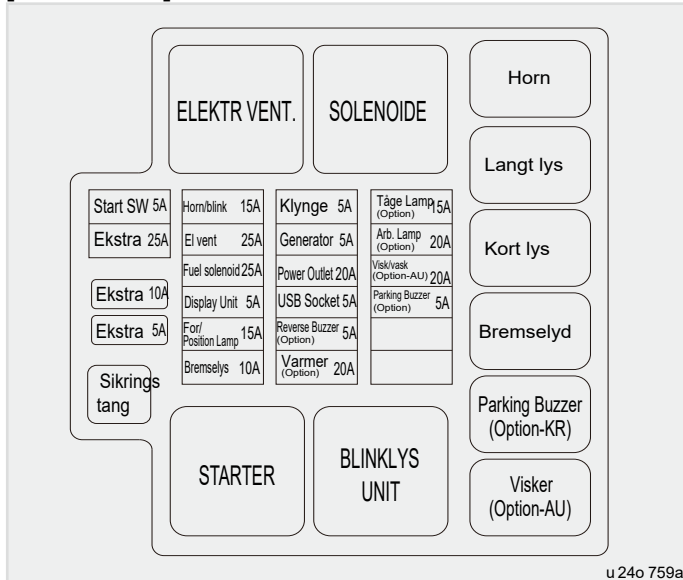 ELEKTR VENT.
SOLENOIDE
Horn
Langt lys
Kort lys
Bremselyd
Parking Buzzer
(Option-KR)
Visker
(Option-AU)
Start SW 5A
Ekstra 25A
Ekstra 10A
Ekstra 5A
Sikrings
tang
Horn/blink 15A
El vent 25A
Fuel solenoid 25A
Display Unit 5A
For/
Position Lamp 15A
Bremselys 10A
Klynge 5A
Generator 5A
Power Outlet 20A
USB Socket 5A
Reverse Buzzer 5A
(Option)
Varmer 20A
(Option)
Tåge Lamp 15A
(Option)
Arb. Lamp 20A
(Option)
Visk/vask
(Option-AU) 20A
Parking Buzzer 5A
(Option)
STARTER
BLINKLYS
UNIT
u 24o 759a